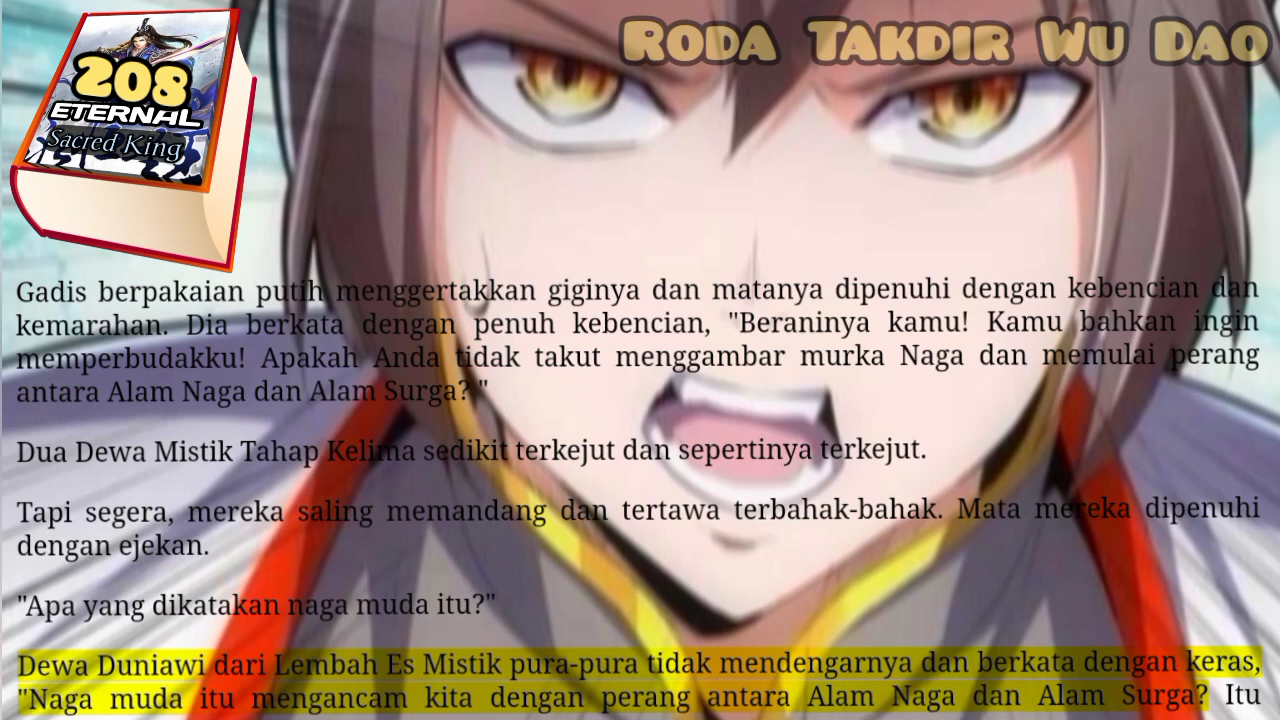 Roda Takdir Wu Dao
208
ETERNAL
Sacred King
Gadis berpakaian putih menggertakkan giginya dan matanya dipenuhi dengan kebencian dan
kemarahan. Dia berkata dengan penuh kebencian, "Beraninya kamu! Kamu bahkan ingin
memperbudakku! Apakah Anda tidak takut menggambar murka Naga dan memulai perang
antara Alam Naga dan Alam Surga? "
Dua Dewa Mistik Tahap Kelima sedikit terkejut dan sepertinya terkejut.
Tapi segera, mereka saling memandang dan tertawa terbahak-bahak. Mata mereka dipenuhi
dengan ejekan.
"Apa yang dikatakan naga muda itu?"
Dewa Duniawi dari Lembah Es Mistik pura-pura tidak mendengarnya dan berkata dengan keras,
"Naga muda itu mengancam kita dengan perang antara Alam Naga dan Alam Surga? Itu